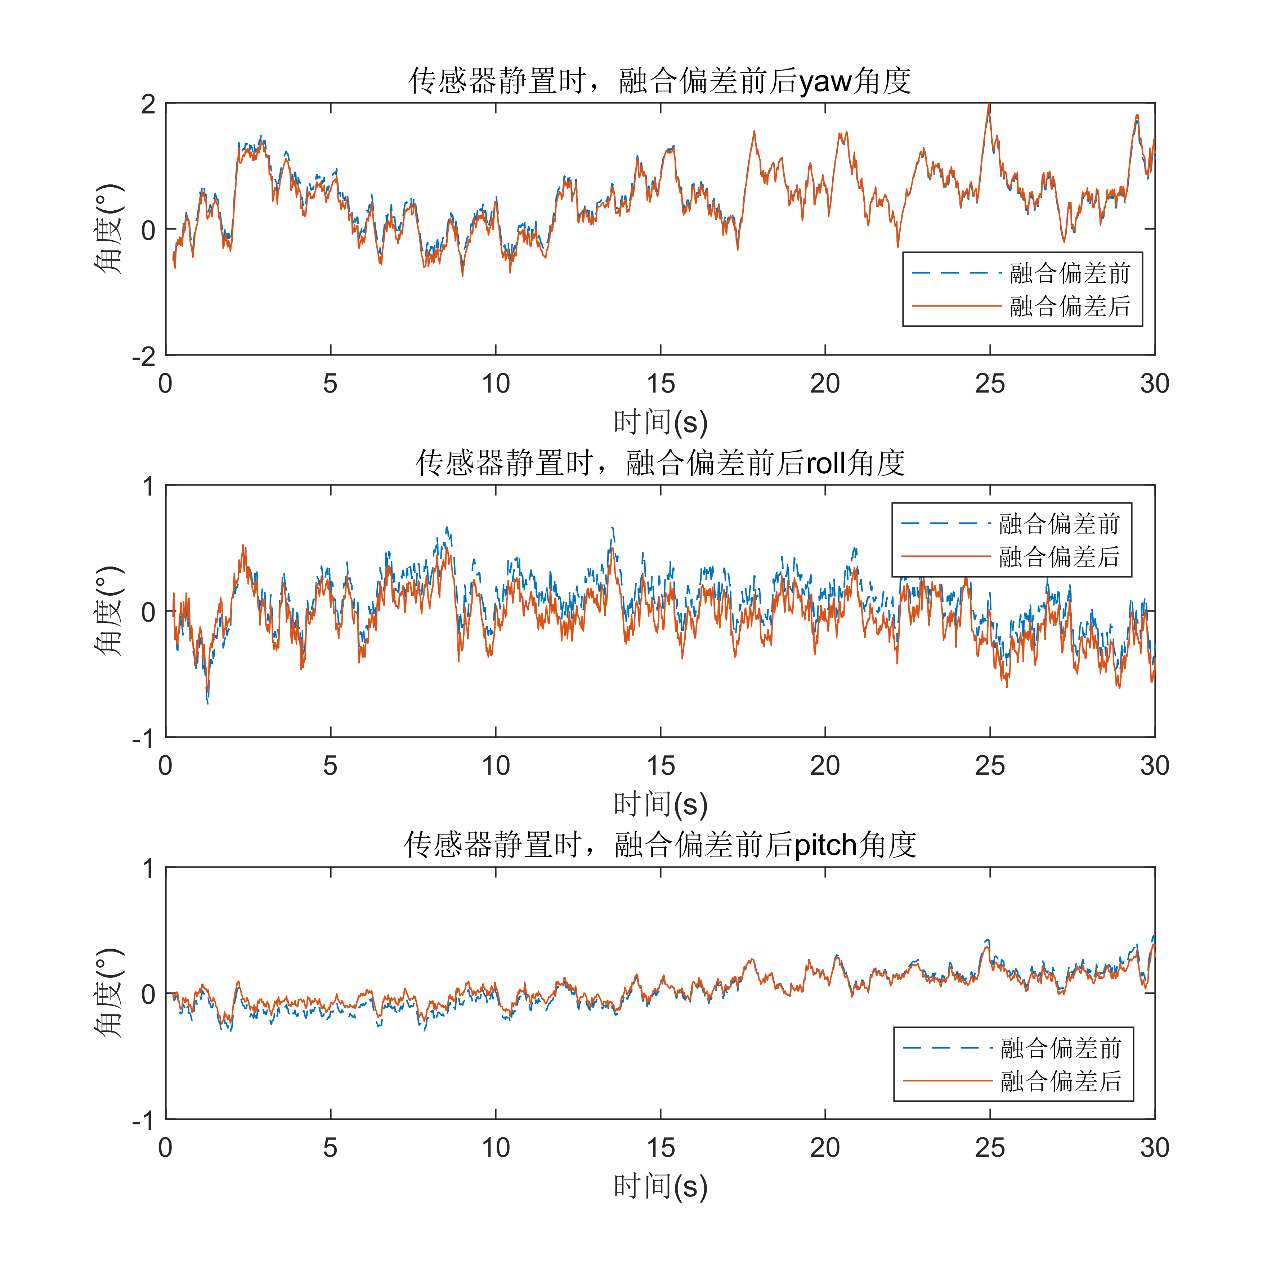 传感器静置时，融合偏差前后yaw角度
2
0
-2
角度(°)
融合偏差前
融合偏差后
0 5 10 15 20 25 30
时间(s)
传感器静置时，融合偏差前后roll角度
1
0
-1
角度(°)
融合偏差前
融合偏差后
0 5 10 15 20 25 30
时间(s)
传感器静置时，融合偏差前后pitch角度
1
0
-1
角度(°)
融合偏差前
融合偏差后
0 5 10 15 20 25 30
时间(s)